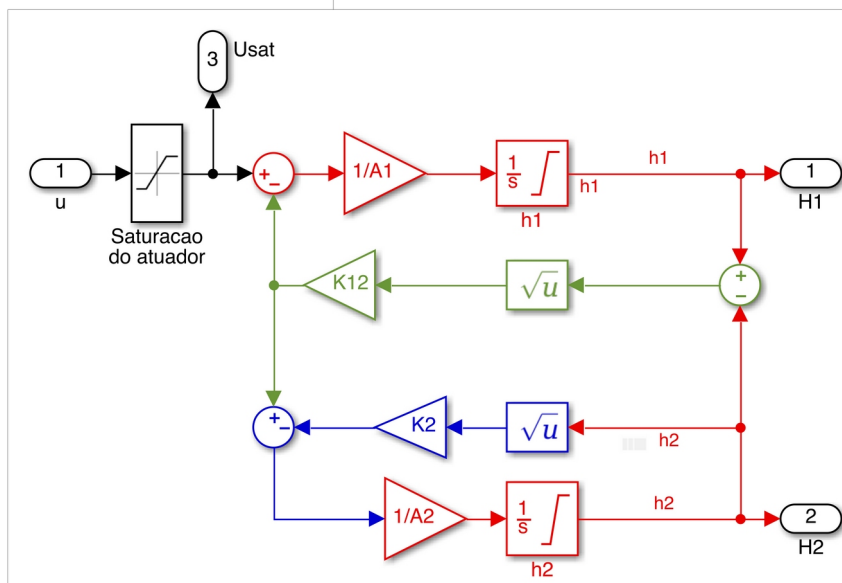 3
Usat
1
u
Saturacao
do atuador
+
−
1/A1
1
s
h1
h1
h1
1
H1
K12
√u
+
−
+
−
K2
√u
h2
1/A2
1
s
h2
h2
2
H2